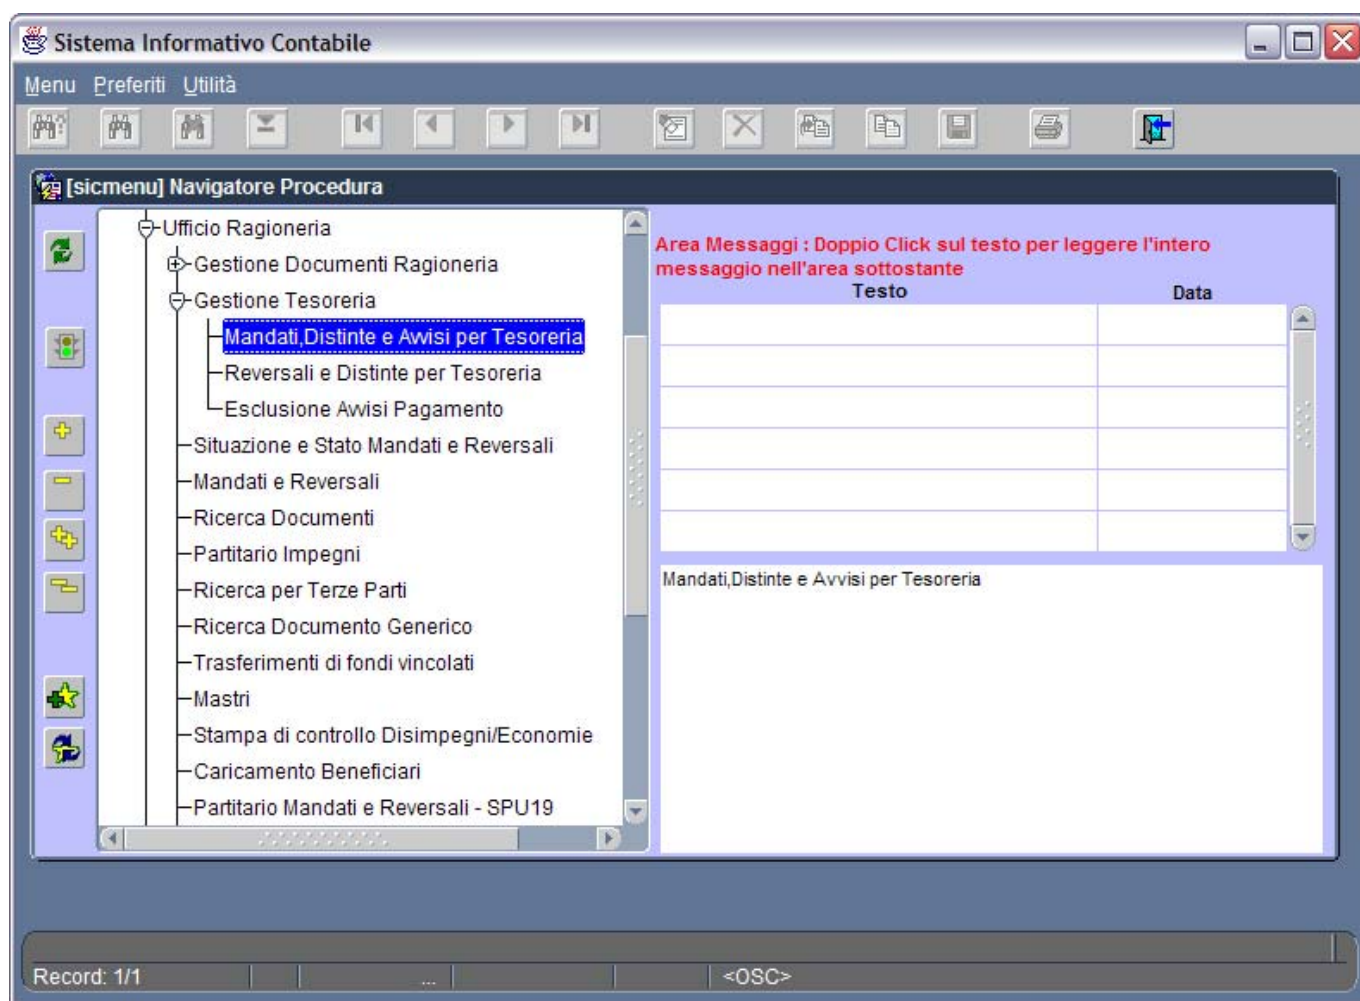 Sistema Informativo Contabile
Menu Preferiti Utilità
[sicmenu] Navigatore Procedura
Ufficio Ragioneria
Gestione Documenti Ragioneria
Gestione Tesoreria
Mandati,Distinte e Avvisi per Tesoreria
Reversali e Distinte per Tesoreria
Esclusione Avvisi Pagamento
Situazione e Stato Mandati e Reversali
Mandati e Reversali
Ricerca Documenti
Partitario Impegni
Ricerca per Terze Parti
Ricerca Documento Generico
Trasferimenti di fondi vincolati
Mastri
Stampa di controllo Disimpegni/Economie
Caricamento Beneficiari
Partitario Mandati e Reversali - SPU19
Area Messaggi : Doppio Click sul testo per leggere l'intero
messaggio nell'area sottostante
Testo Data
Mandati,Distinte e Avvisi per Tesoreria
Record: 1/1 ... <OSC>